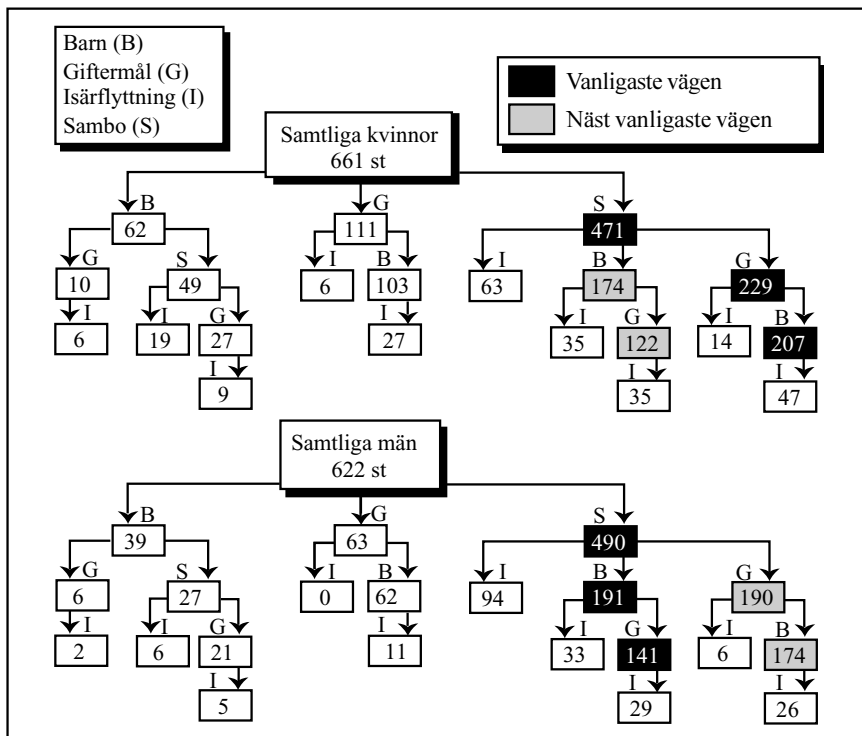 Barn (B)
Giftermål (G)
Isärflyttning (I)
Sambo (S)
Vanligaste vägen
Näst vanligaste vägen
Samtliga kvinnor
661 st
B G S
62 111 471
G S I B I B G
10 49 6 103 63 174 229
I I G I I G I B
6 19 27 27 35 122 14 207
I I I
9 35 47
Samtliga män
622 st
B G S
39 63 490
G S I B I B G
6 27 0 62 94 191 190
I I G I I G I B
2 6 21 11 33 141 6 174
I I I
5 29 26